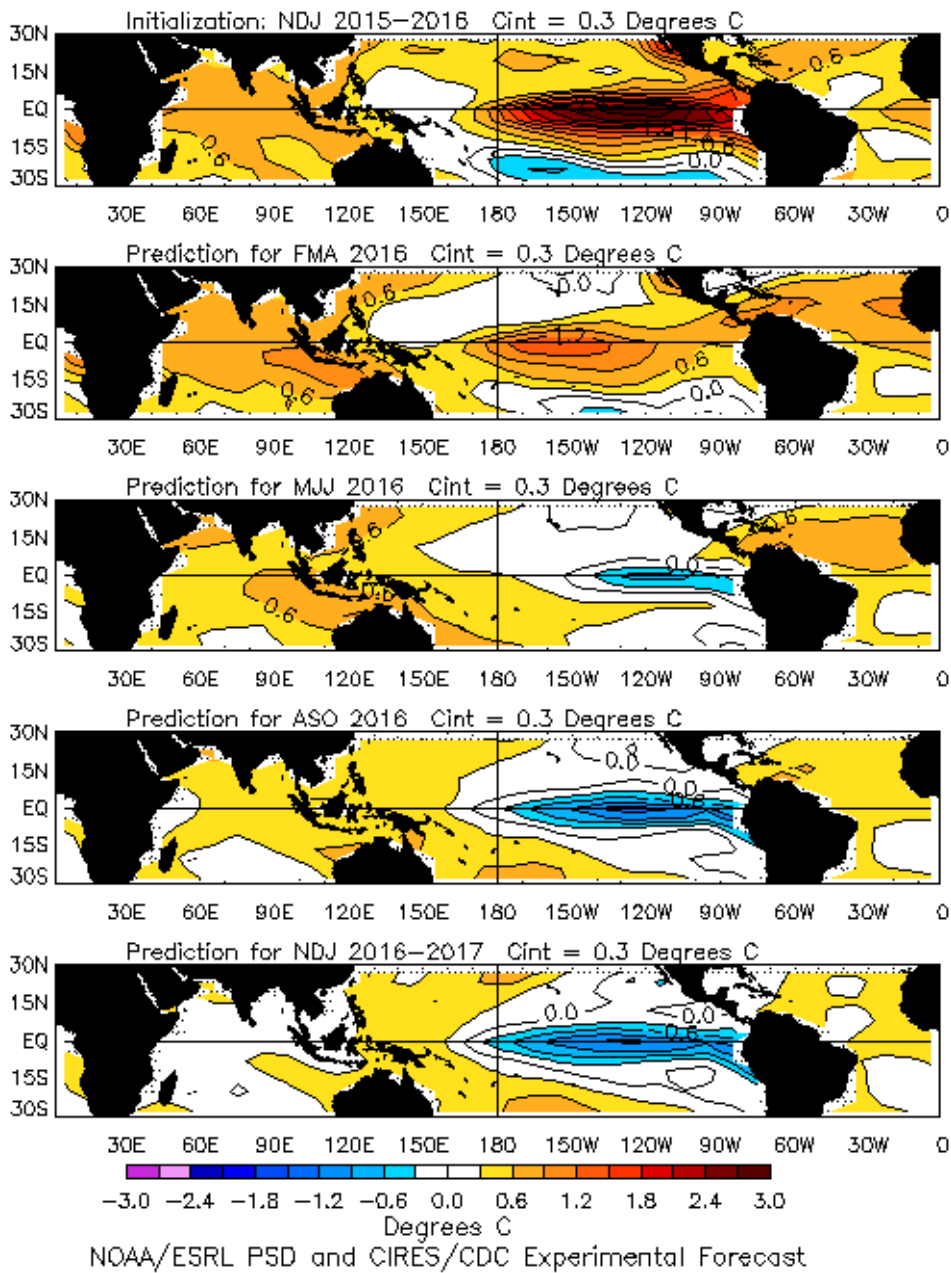 Initialization: NDJ 2015-2016 Cint = 0.3 Degrees C
30N
15N
EQ
15S
30S
0.6
0.6
0.0
30E 60E 90E 120E 150E 180 150W 120W 90W 60W 30W 0
Prediction for FMA 2016 Cint = 0.3 Degrees C
30N
15N
EQ
15S
30S
0.6
0.0
0.6
0.6
0.0
30E 60E 90E 120E 150E 180 150W 120W 90W 60W 30W 0
Prediction for MJJ 2016 Cint = 0.3 Degrees C
30N
15N
EQ
15S
30S
0.6
0.6
0.0
0.6
0.6
30E 60E 90E 120E 150E 180 150W 120W 90W 60W 30W 0
Prediction for ASO 2016 Cint = 0.3 Degrees C
30N
15N
EQ
15S
30S
0.0
0.0
30E 60E 90E 120E 150E 180 150W 120W 90W 60W 30W 0
Prediction for NDJ 2016-2017 Cint = 0.3 Degrees C
30N
15N
EQ
15S
30S
0.0
0.0
30E 60E 90E 120E 150E 180 150W 120W 90W 60W 30W 0
-3.0 -2.4 -1.8 -1.2 -0.6 0.0 0.6 1.2 1.8 2.4 3.0
Degrees C
NOAA/ESRL PSD and CIRES/CDC Experimental Forecast